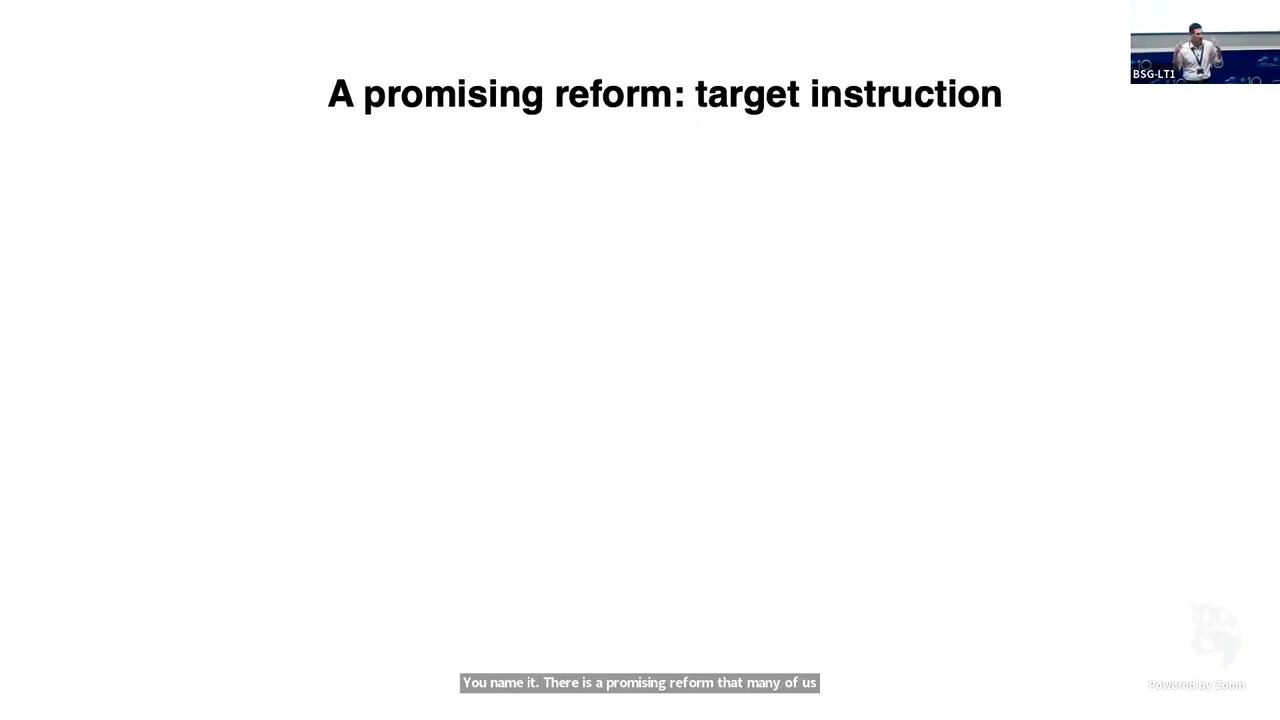 A promising reform: target instruction
BSG-LT1
You name it. There is a promising reform that many of us
Powered by Zoom